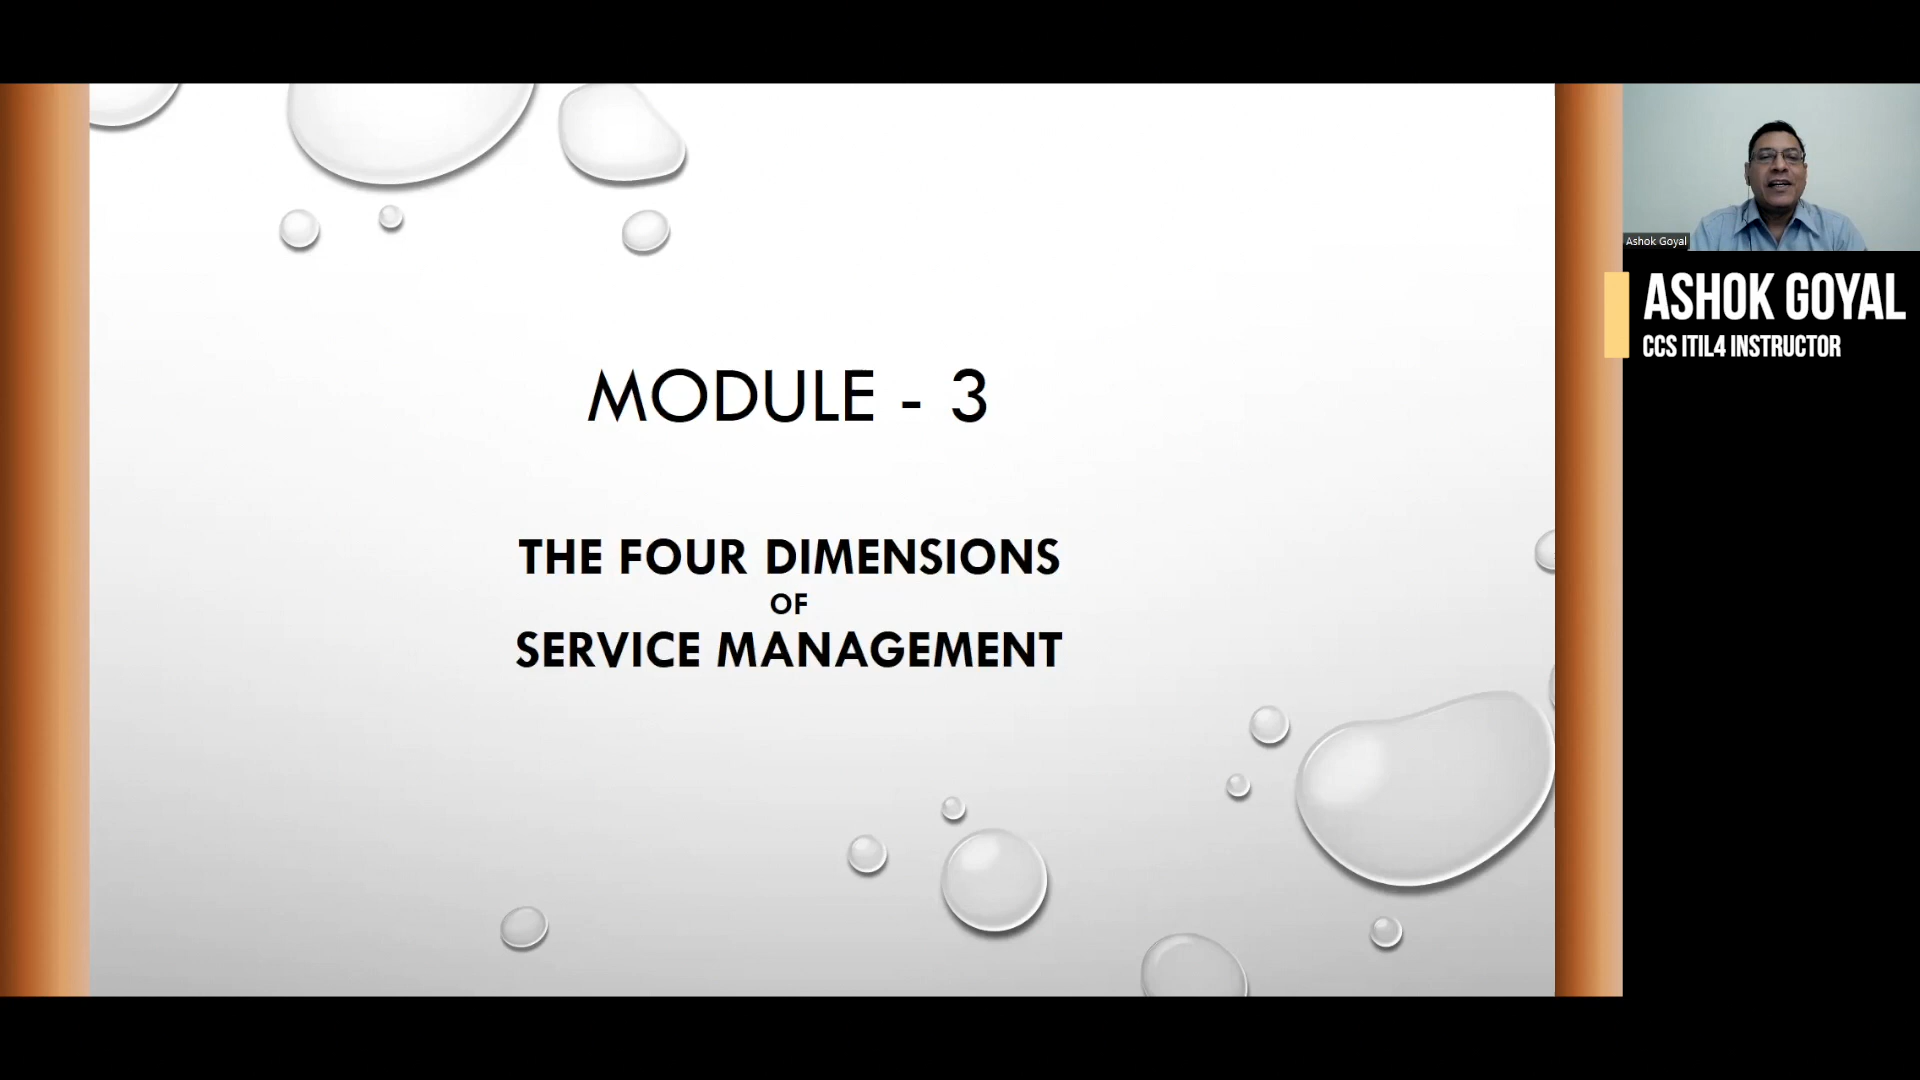 MODULE - 3
THE FOUR DIMENSIONS
OF
SERVICE MANAGEMENT
Ashok Goyal
ASHOK GOYAL
CCS ITIL4 INSTRUCTOR